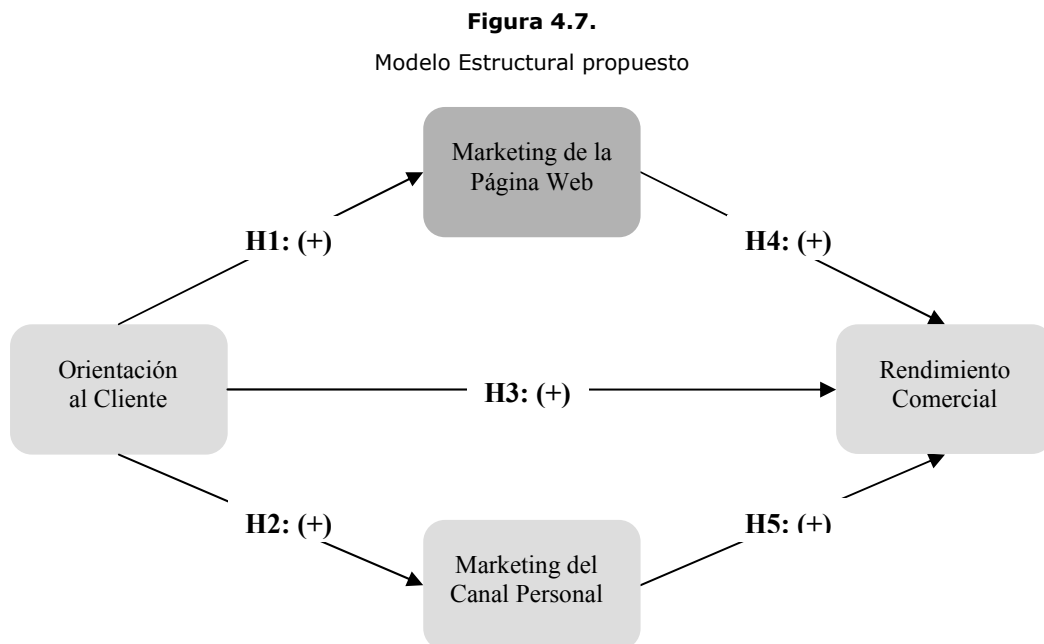 Figura 4.7.
Modelo Estructural propuesto
Marketing de la
Página Web
H1: (+)
H4: (+)
Orientación
al Cliente
H3: (+)
Rendimiento
Comercial
H2: (+)
H5: (+)
Marketing del
Canal Personal